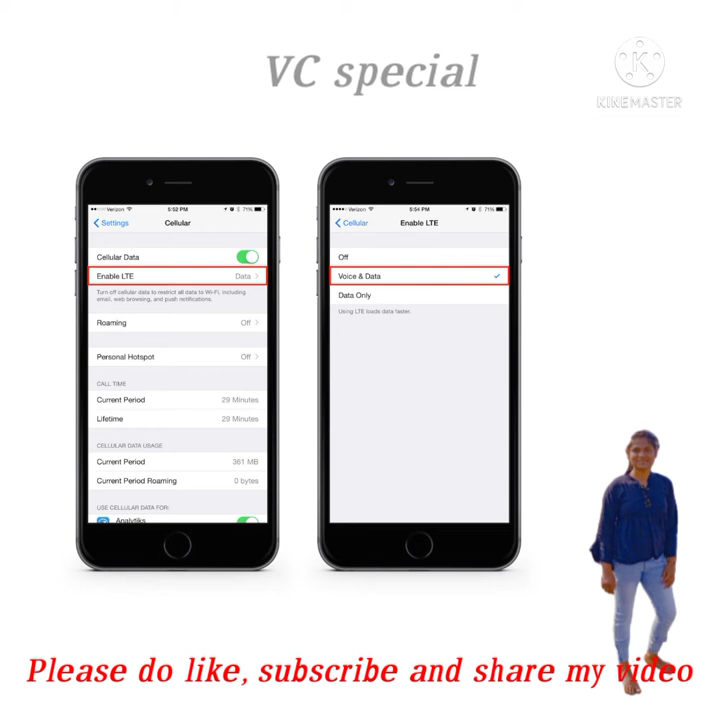 VC special
KINEMASTER
Verizon 5:52 PM 71%
Settings Cellular
Cellular Data
Enable LTE Data
Turn off cellular data to restrict all data to Wi-Fi, including
email, web browsing, and push notifications.
Roaming Off
Personal Hotspot Off
CALL TIME
Current Period 29 Minutes
Lifetime 29 Minutes
CELLULAR DATA USAGE
Current Period 361 MB
Current Period Roaming 0 bytes
USE CELLULAR DATA FOR:
Analytiks
Verizon 5:54 PM 71%
Cellular Enable LTE
Off
Voice & Data
Data Only
Using LTE loads data faster.
Please do like, subscribe and share my video